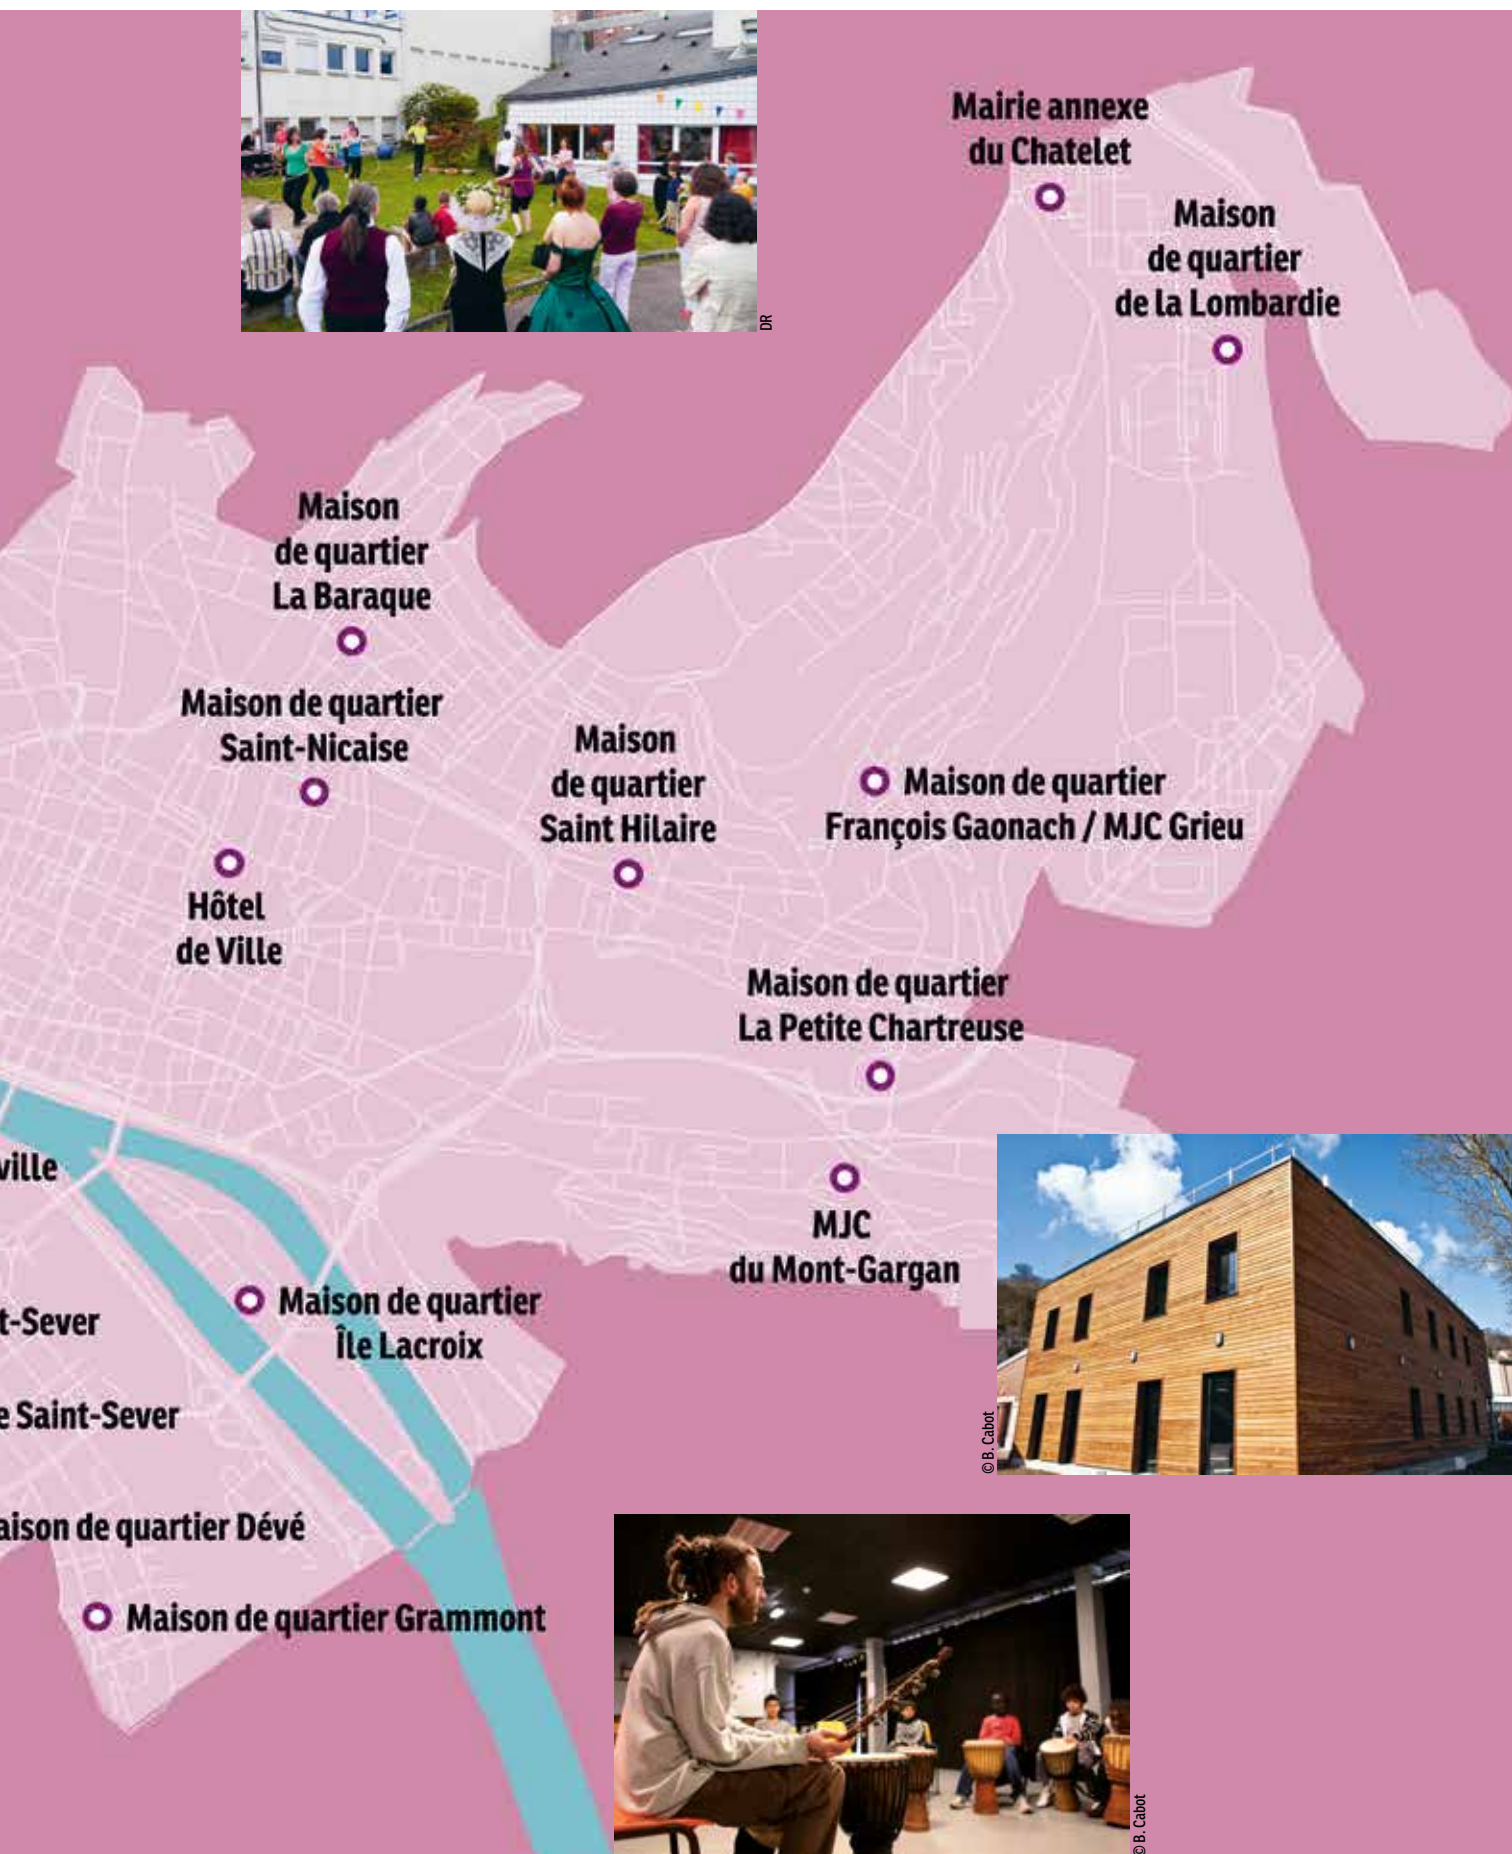 DR
Mairie annexe
du Chatelet
Maison
de quartier
de la Lombardie
Maison
de quartier
La Baraque
Maison de quartier
Saint-Nicaise
Maison
de quartier
Saint Hilaire
Maison de quartier
François Gaonach / MJC Grieu
Hôtel
de Ville
Maison de quartier
La Petite Chartreuse
ville
MJC
du Mont-Gargan
Maison de quartier
Île Lacroix
t-Sever
e Saint-Sever
© B. Cabot
aison de quartier Dévé
Maison de quartier Grammont
© B. Cabot